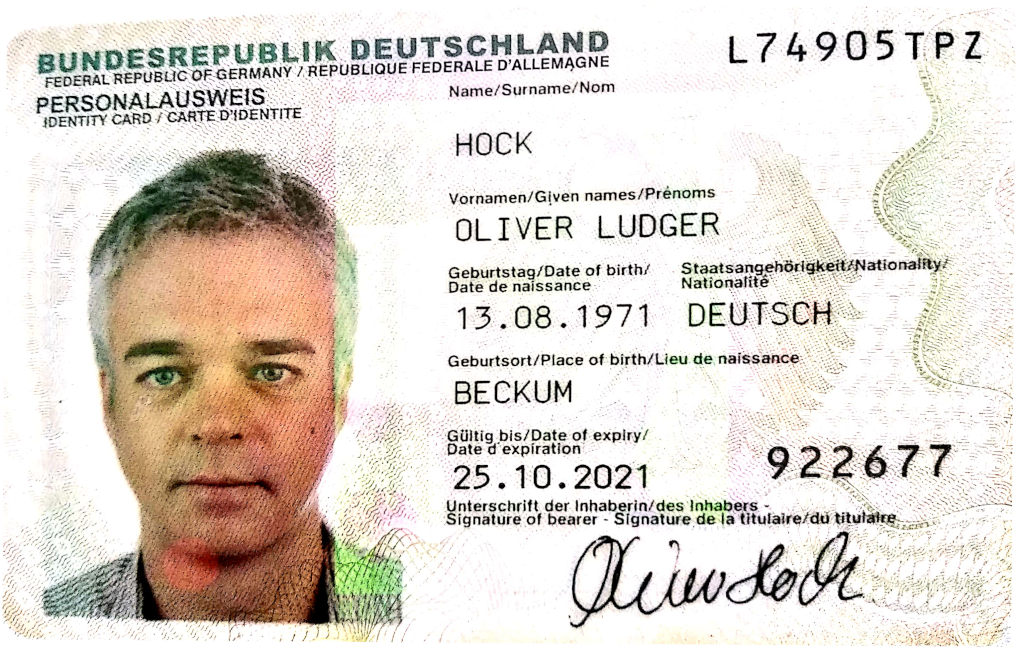 BUNDESREPUBLIK DEUTSCHLAND
FEDERAL REPUBLIC OF GERMANY / REPUBLIQUE FEDERALE D'ALLEMAGNE
PERSONALAUSWEIS
IDENTITY CARD / CARTE D'IDENTITE
L74905TPZ
Name/Surname/Nom
HOCK
Vornamen/Given names/Prénoms
OLIVER LUDGER
Geburtstag/Date of birth/
Date de naissance
13.08.1971
Staatsangehörigkeit/Nationality/
Nationalité
DEUTSCH
Geburtsort/Place of birth/Lieu de naissance
BECKUM
Gültig bis/Date of expiry/
Date d'expiration
25.10.2021
922677
Unterschrift der Inhaberin/des Inhabers -
Signature of bearer - Signature de la titulaire/du titulaire
Oliver Hock